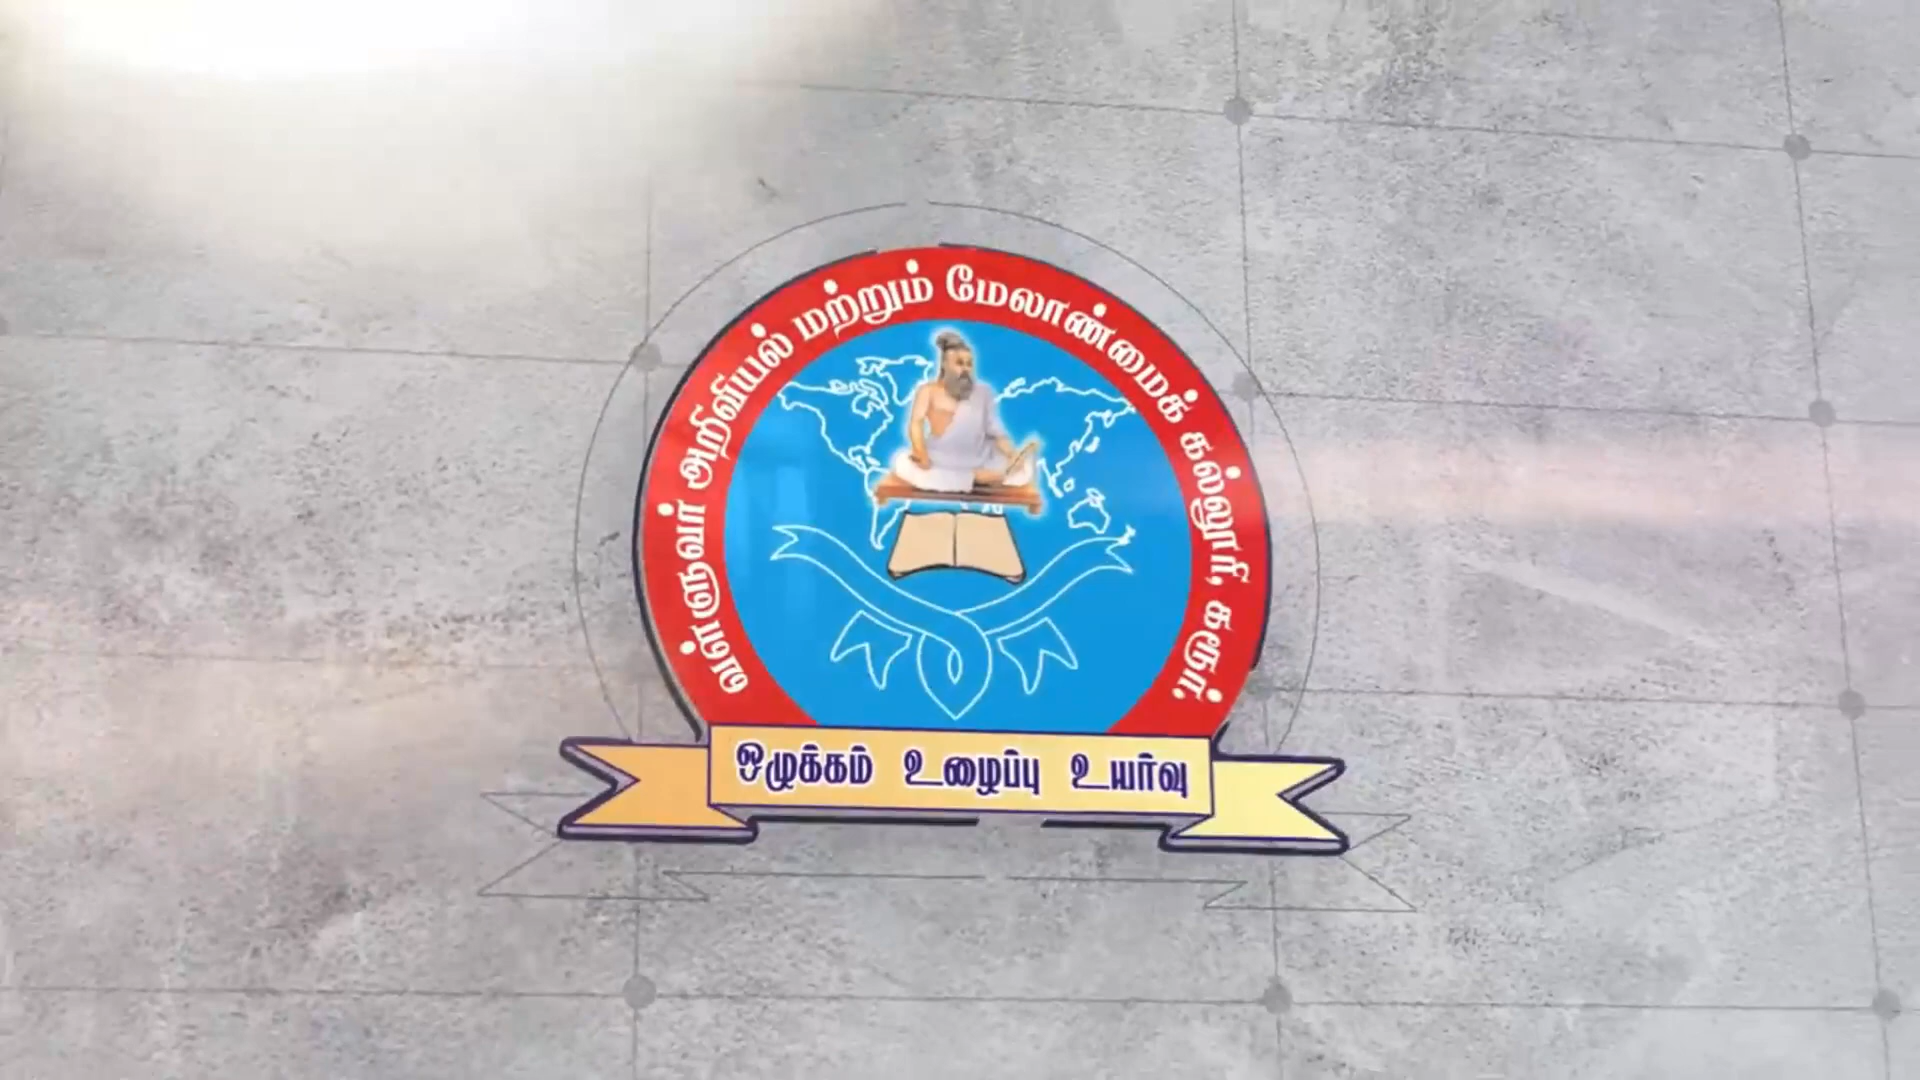 வள்ளுவர் அறிவியல் மற்றும் மேலாண்மைக் கல்லூரி, கரூர்.
ஒழுக்கம் உழைப்பு உயர்வு